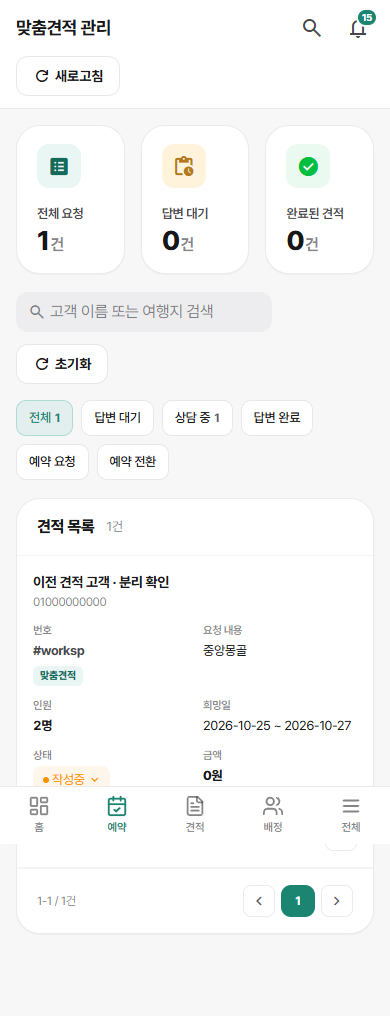 맞춤견적 관리
15
새로고침
전체 요청
1건
답변 대기
0건
완료된 견적
0건
고객 이름 또는 여행지 검색
초기화
전체 1
답변 대기
상담 중 1
답변 완료
예약 요청
예약 전환
견적 목록 1건
이전 견적 고객 · 분리 확인
01000000000
번호
#worksp
맞춤견적
요청 내용
중앙몽골
인원
2명
희망일
2026-10-25 ~ 2026-10-27
상태
작성중
금액
0원
홈
예약
견적
배정
전체
1-1 / 1건
1